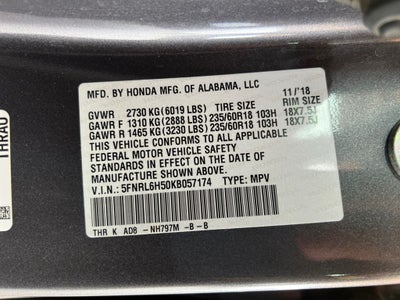 MFD. BY HONDA MFG. OF ALABAMA, LLC 11/'18
GVWR 2730 KG (6019 LBS) TIRE SIZE RIM SIZE
GAWR F 1310 KG (2888 LBS) 235/60R18 103H 18X7.5J
GAWR R 1465 KG (3230 LBS) 235/60R18 103H 18X7.5J
THIS VEHICLE CONFORMS TO ALL APPLICABLE
FEDERAL MOTOR VEHICLE SAFETY
STANDARDS IN EFFECT ON THE DATE OF
MANUFACTURE SHOWN ABOVE.
V.I.N.: 5FNRL6H50KB057174 TYPE: MPV
THR K AD8 -NH797M -B-B
THRAO